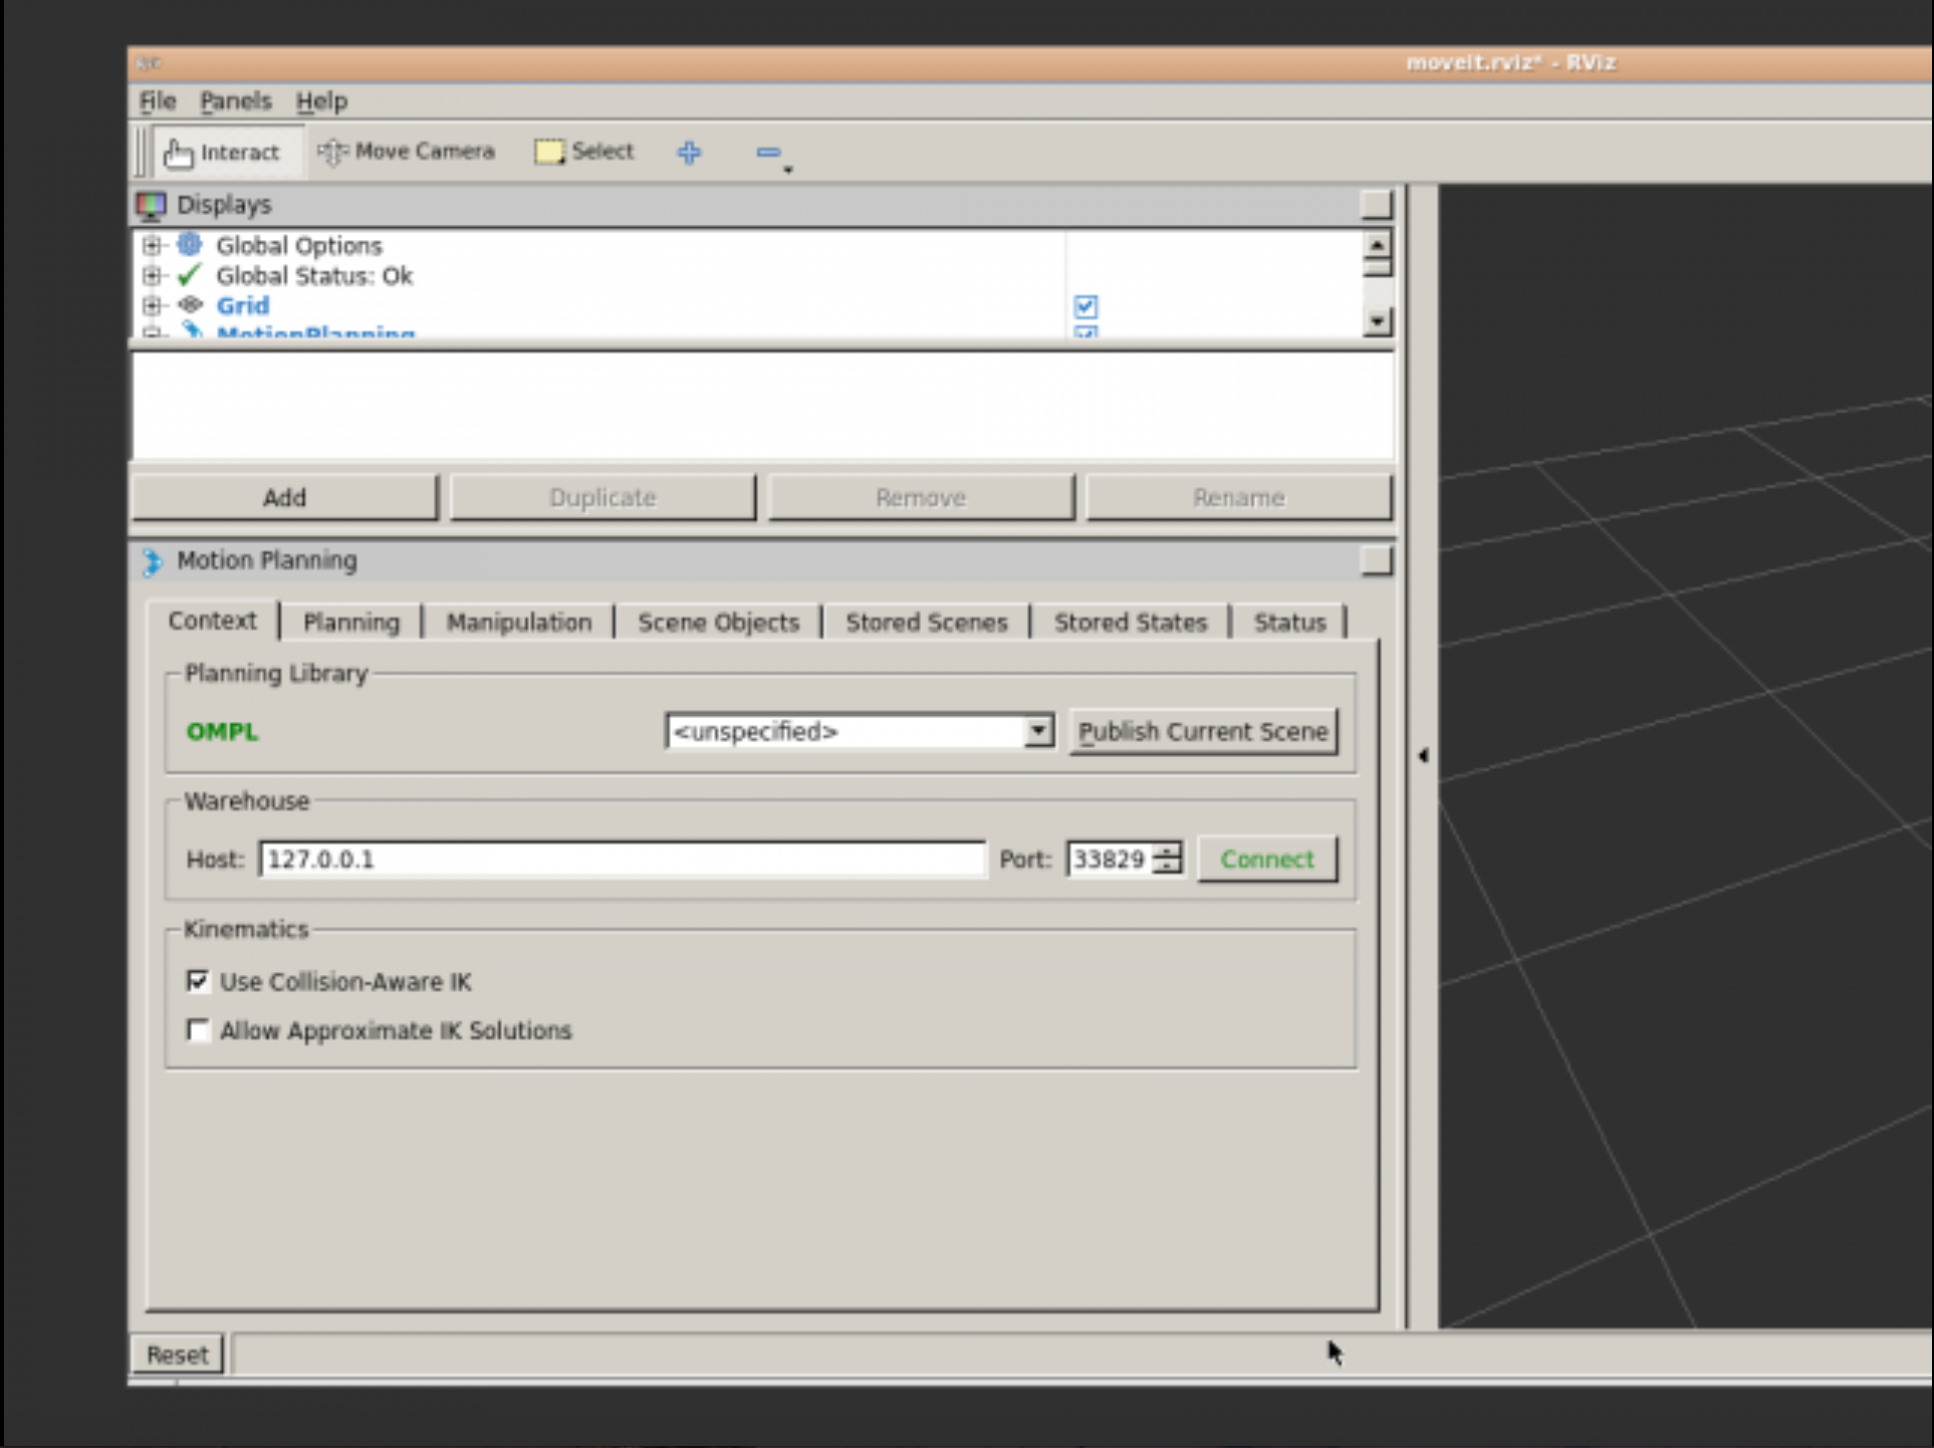 moveit.rviz* - RViz
File Panels Help
Interact Move Camera Select
Displays
Global Options
Global Status: Ok
Grid
MotionPlanning
Add Duplicate Remove Rename
Motion Planning
Context Planning Manipulation Scene Objects Stored Scenes Stored States Status
Planning Library
OMPL <unspecified> Publish Current Scene
Warehouse
Host: 127.0.0.1 Port: 33829 Connect
Kinematics
Use Collision-Aware IK
Allow Approximate IK Solutions
Reset